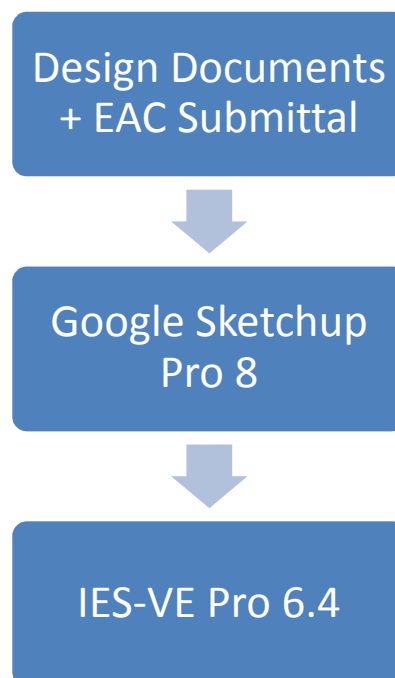 Design Documents
+ EAC Submittal
Google Sketchup
Pro 8
IES-VE Pro 6.4